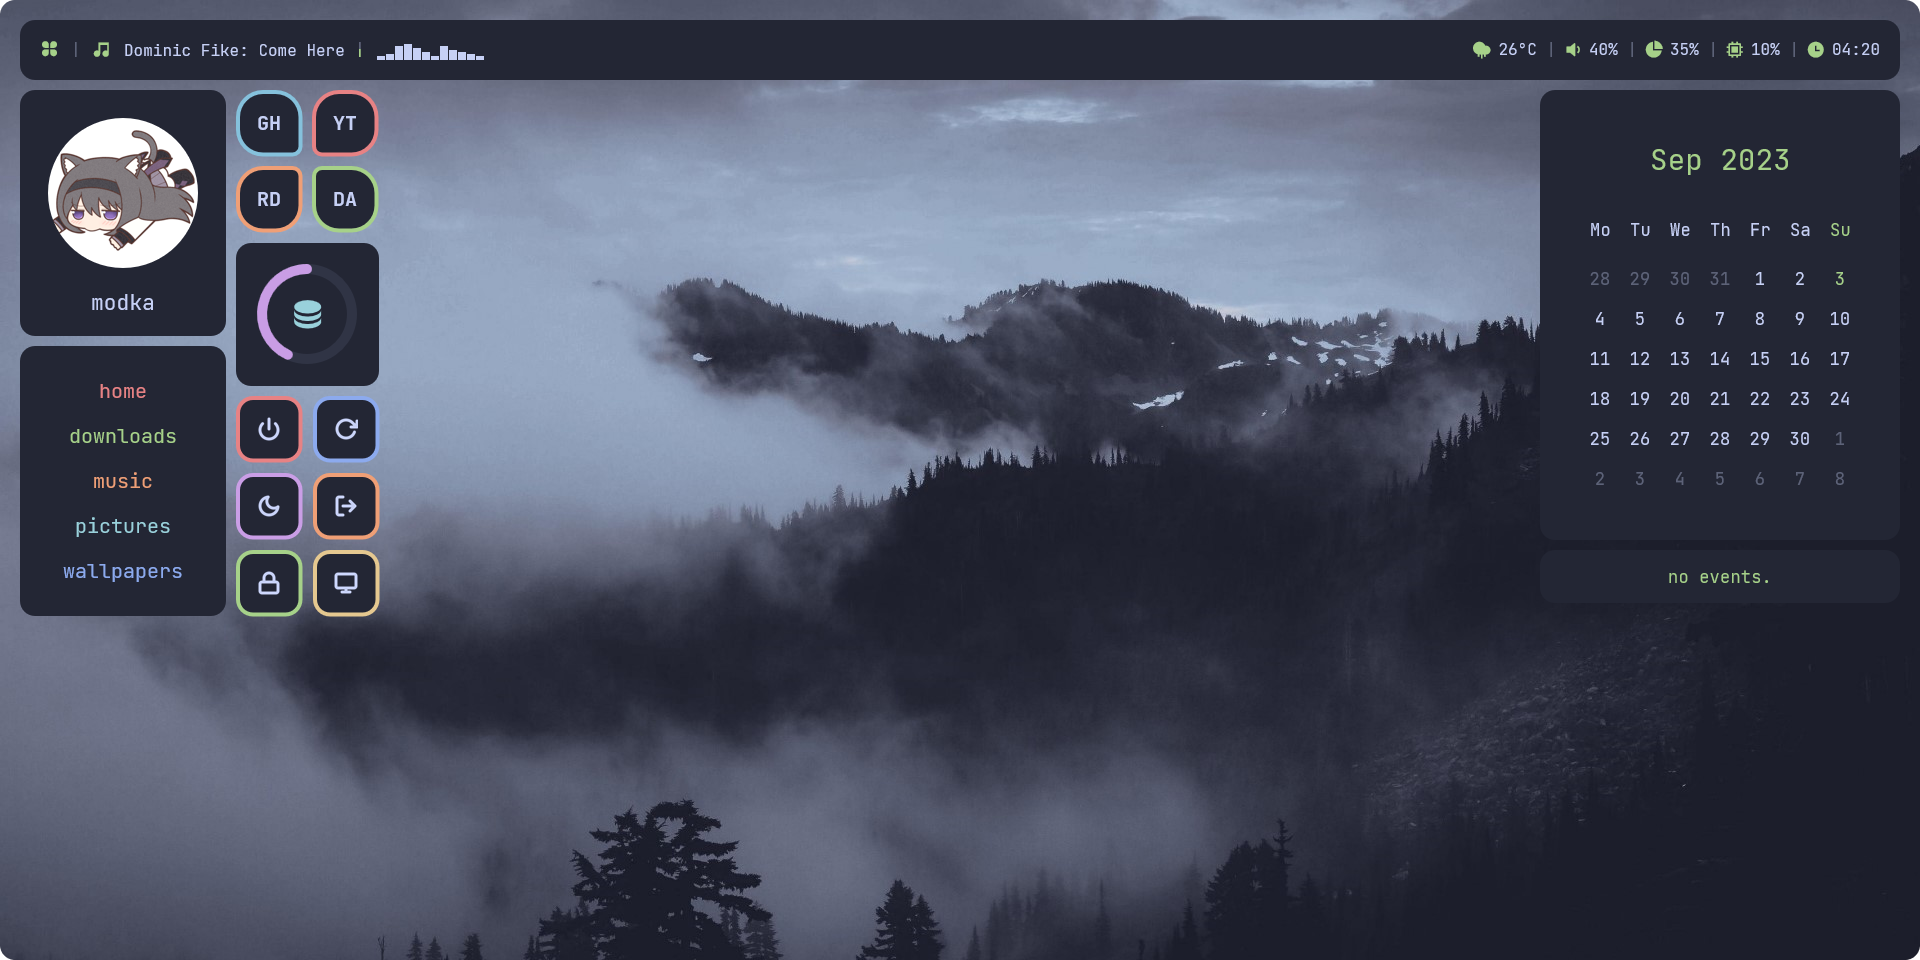 Dominic Fike: Come Here
26°C | 40% | 35% | 10% | 04:20
modka
home
downloads
music
pictures
wallpapers
GH YT
RD DA
Sep 2023
Mo Tu We Th Fr Sa Su
28 29 30 31 1 2 3
4 5 6 7 8 9 10
11 12 13 14 15 16 17
18 19 20 21 22 23 24
25 26 27 28 29 30 1
2 3 4 5 6 7 8
no events.